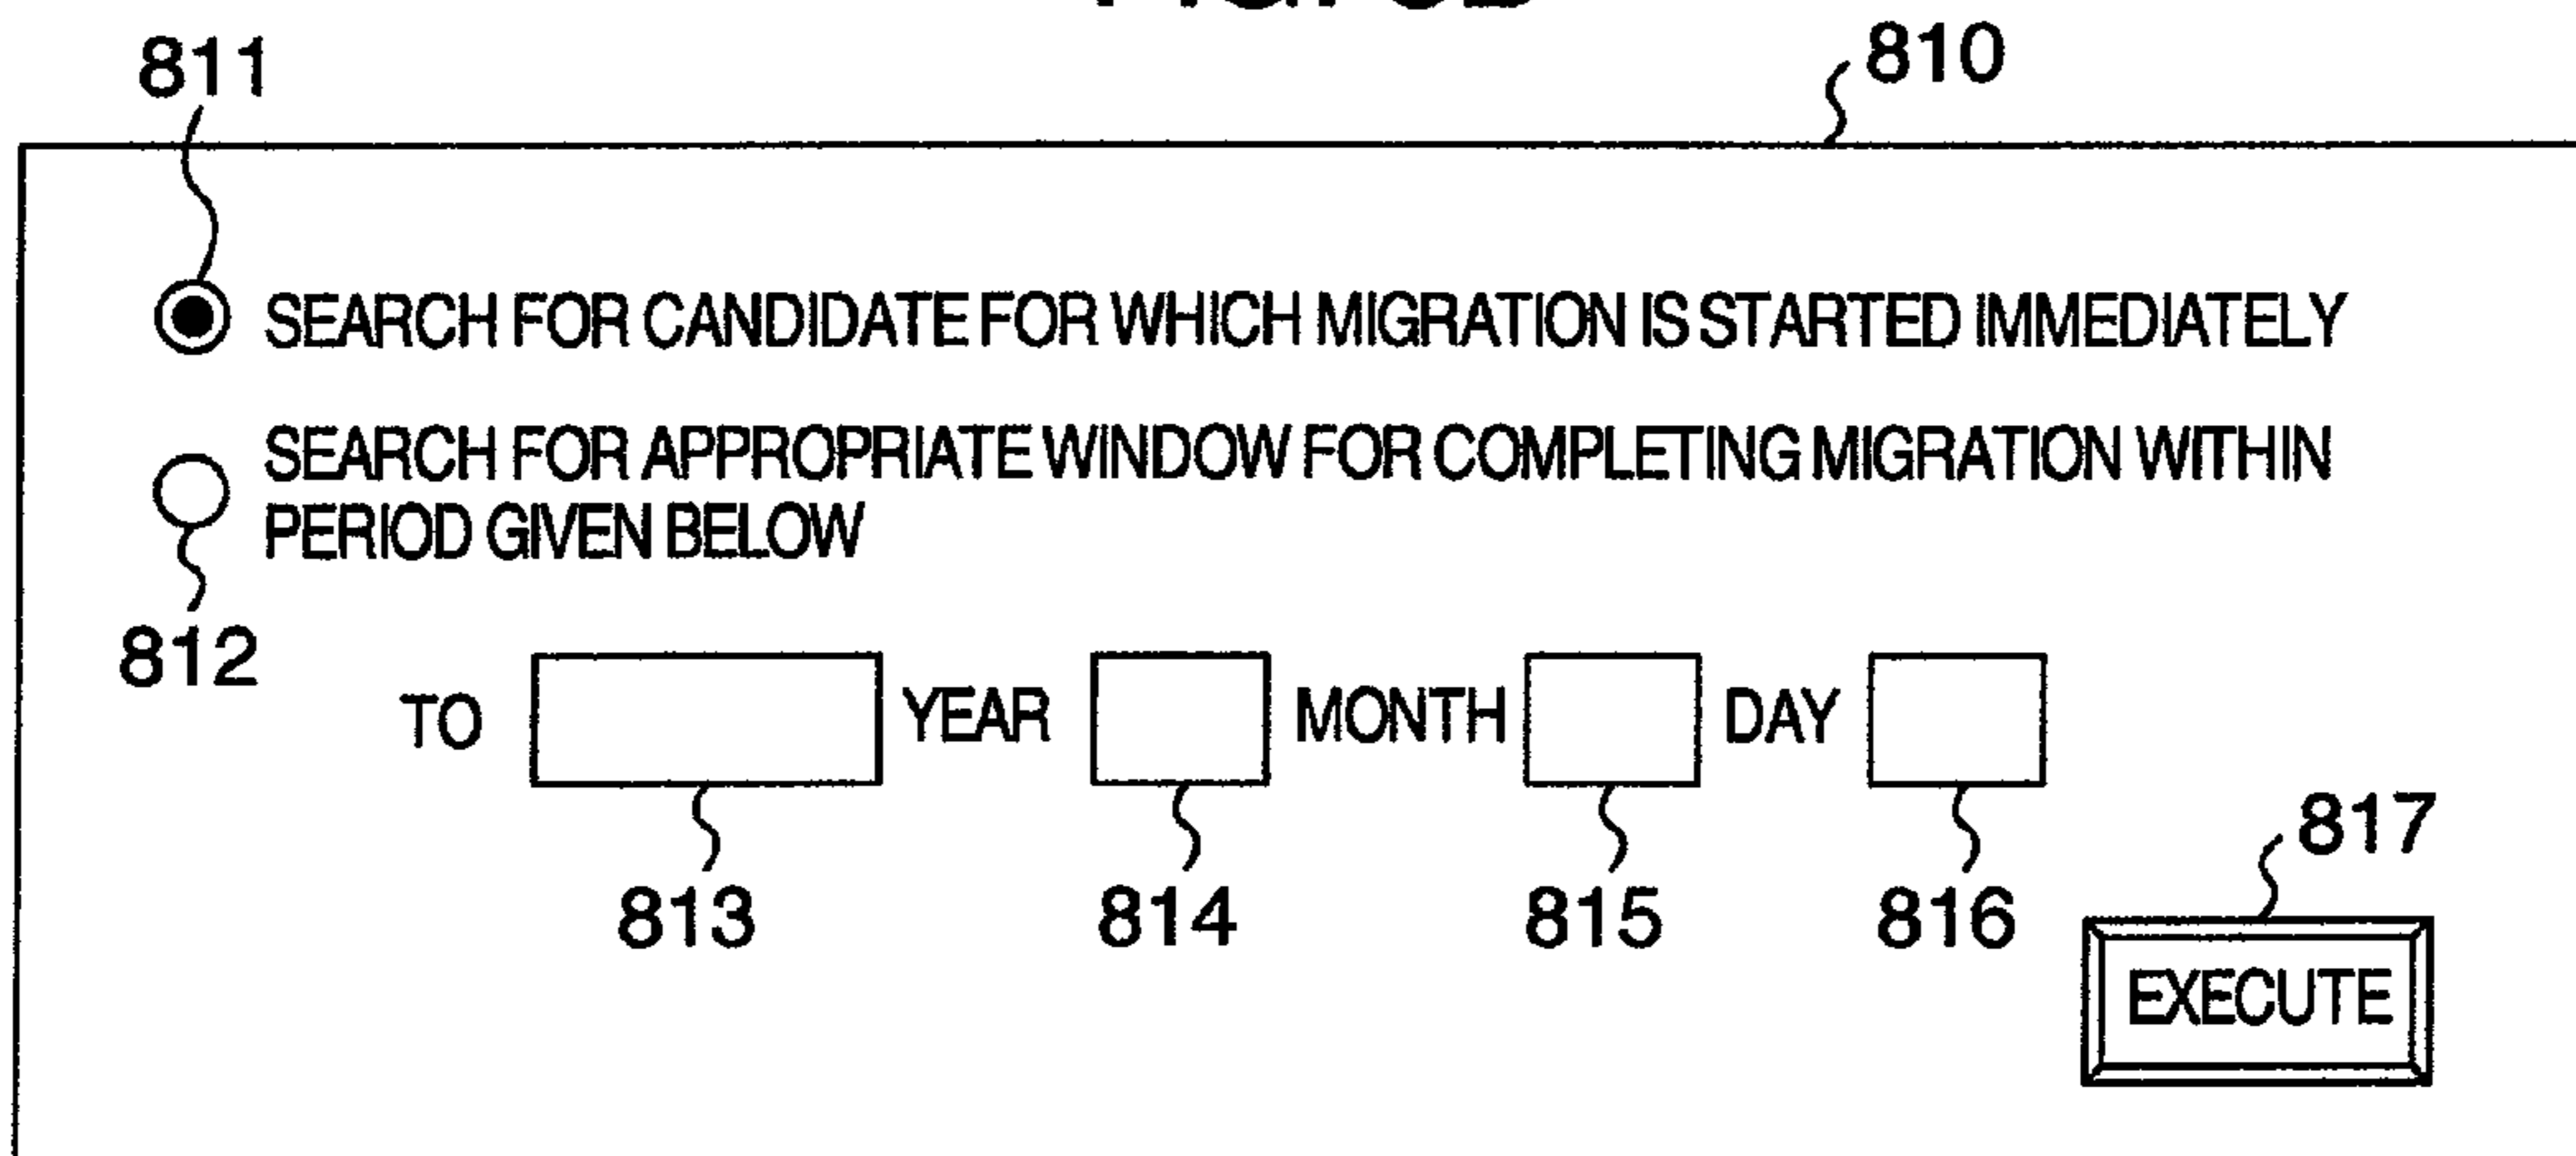 811
810
SEARCH FOR CANDIDATE FOR WHICH MIGRATION IS STARTED IMMEDIATELY
SEARCH FOR APPROPRIATE WINDOW FOR COMPLETING MIGRATION WITHIN
PERIOD GIVEN BELOW
812
TO YEAR MONTH DAY
813 814 815 816
817
EXECUTE